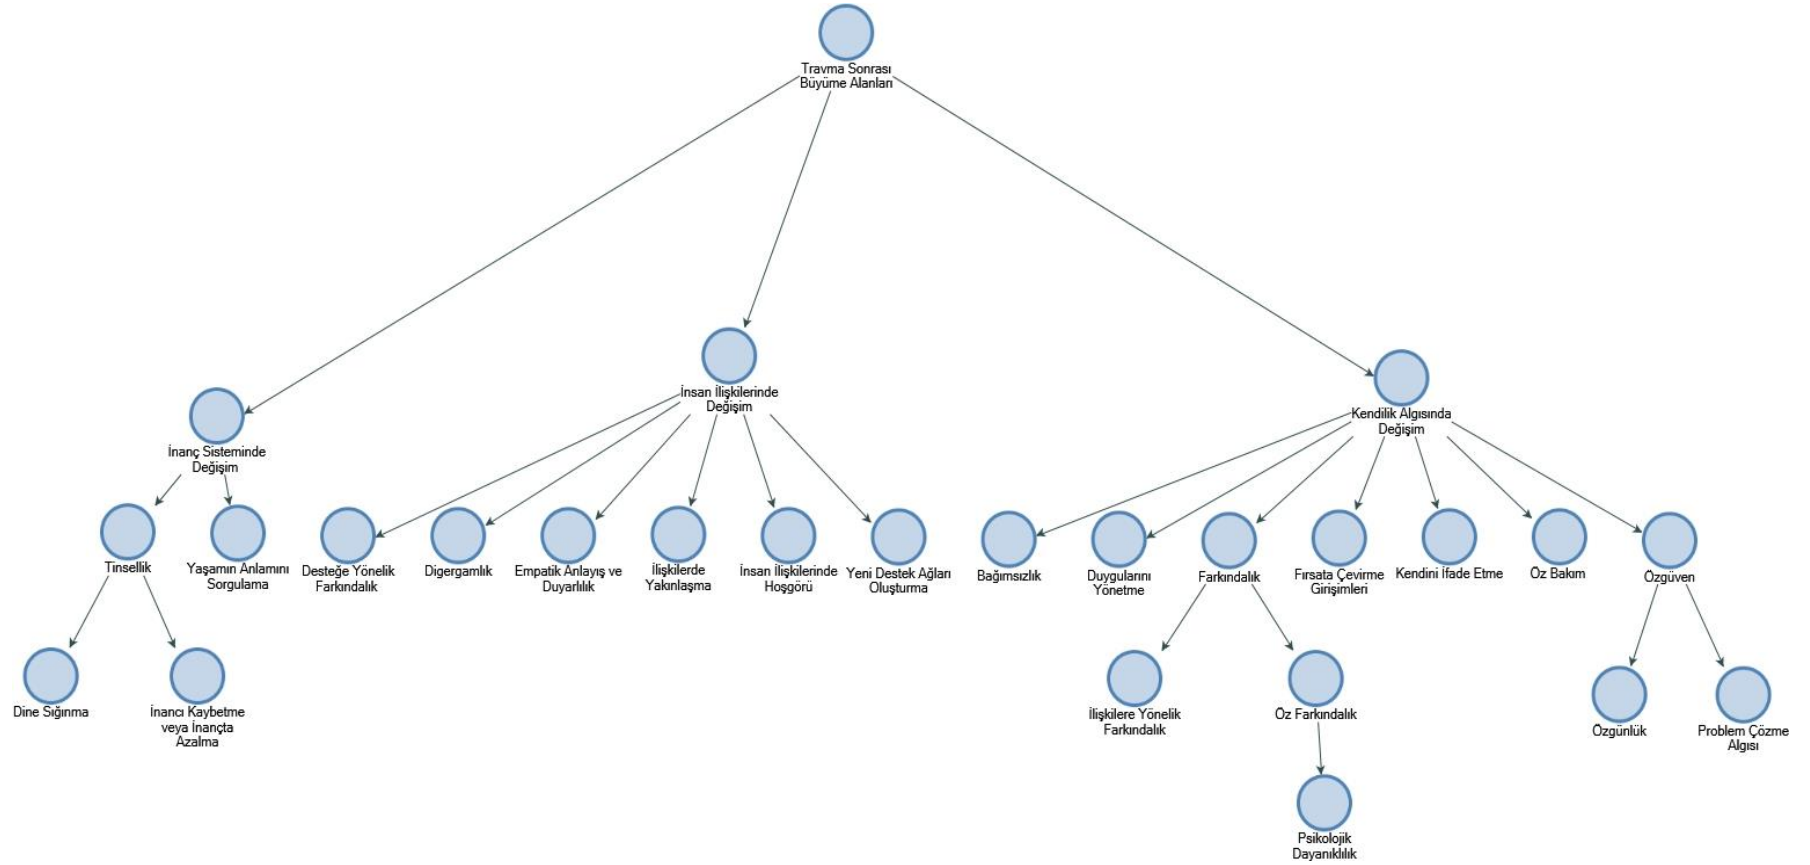 Travma Sonrası
Büyüme Alanları
İnsan İlişkilerinde
Değişim
Kendilik Algısında
Değişim
İnanç Sisteminde
Değişim
Tinsellik
Yaşamın Anlamını
Sorgulama
Desteğe Yönelik
Farkındalık
Digergamlık
Empatik Anlayış ve
Duyarlılık
İlişkilerde
Yakınlaşma
İnsan İlişkilerinde
Hoşgörü
Yeni Destek Ağları
Oluşturma
Bağımsızlık
Duygularını
Yönetme
Farkındalık
Fırsata Çevirme
Girişimleri
Kendini İfade Etme
Öz Bakım
Özgüven
Dine Sığınma
İnancı Kaybetme
veya İnançta
Azalma
İlişkilere Yönelik
Farkındalık
Öz Farkındalık
Özgünlük
Problem Çözme
Algısı
Psikolojik
Dayanıklılık